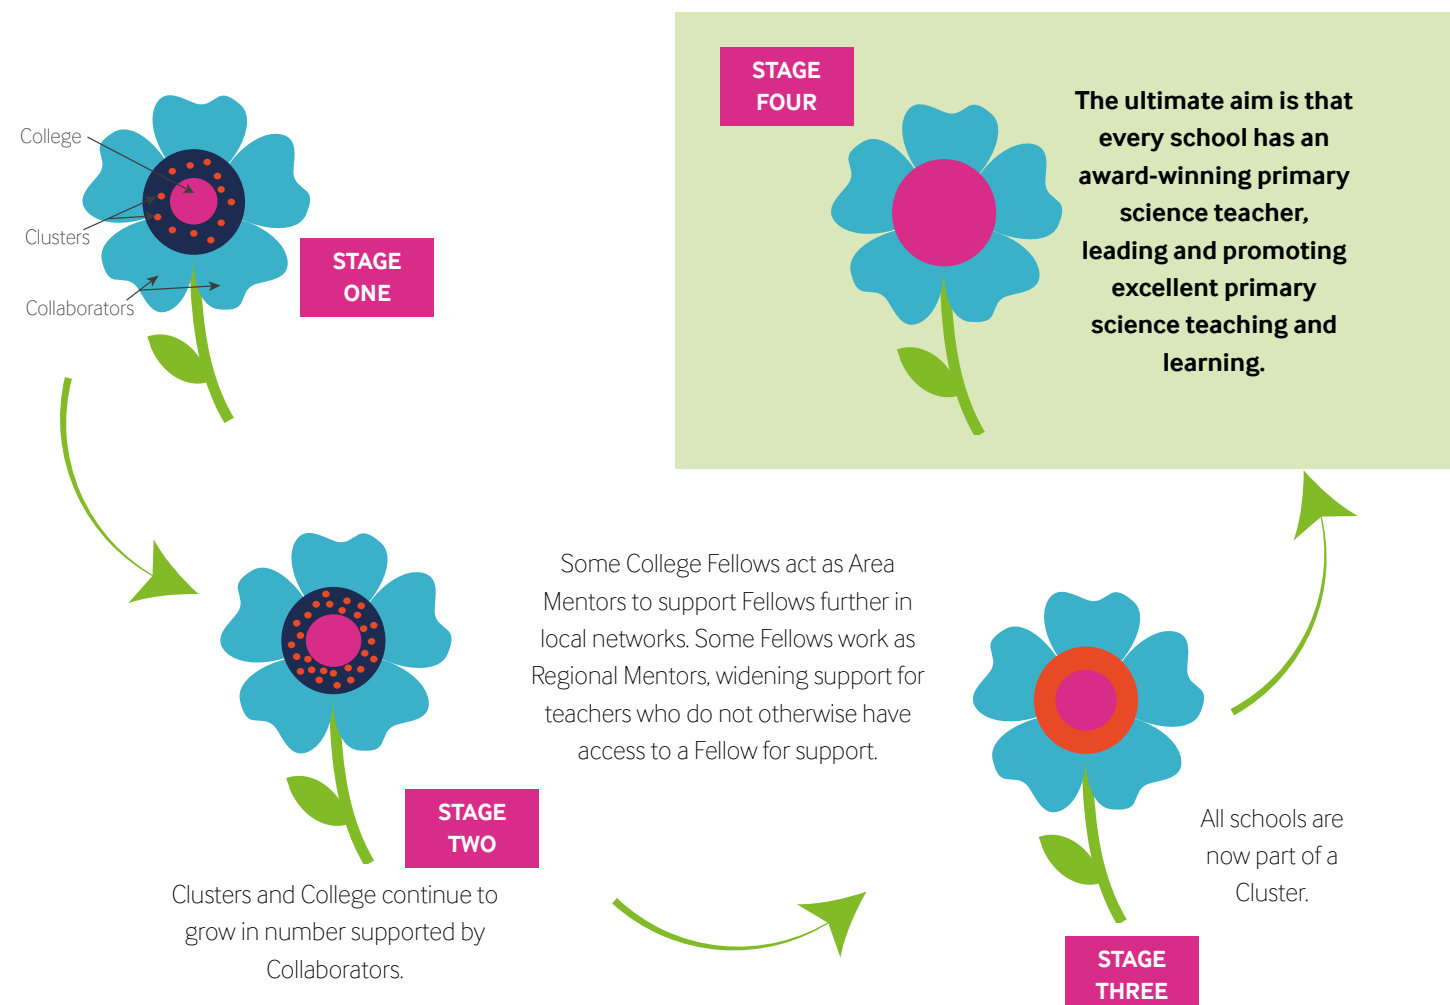 College
Clusters
Collaborators
STAGE
ONE
STAGE
TWO
Clusters and College continue to
grow in number supported by
Collaborators.
Some College Fellows act as Area
Mentors to support Fellows further in
local networks. Some Fellows work as
Regional Mentors, widening support for
teachers who do not otherwise have
access to a Fellow for support.
All schools are
now part of a
Cluster.
STAGE
THREE
STAGE
FOUR
The ultimate aim is that
every school has an
award-winning primary
science teacher,
leading and promoting
excellent primary
science teaching and
learning.